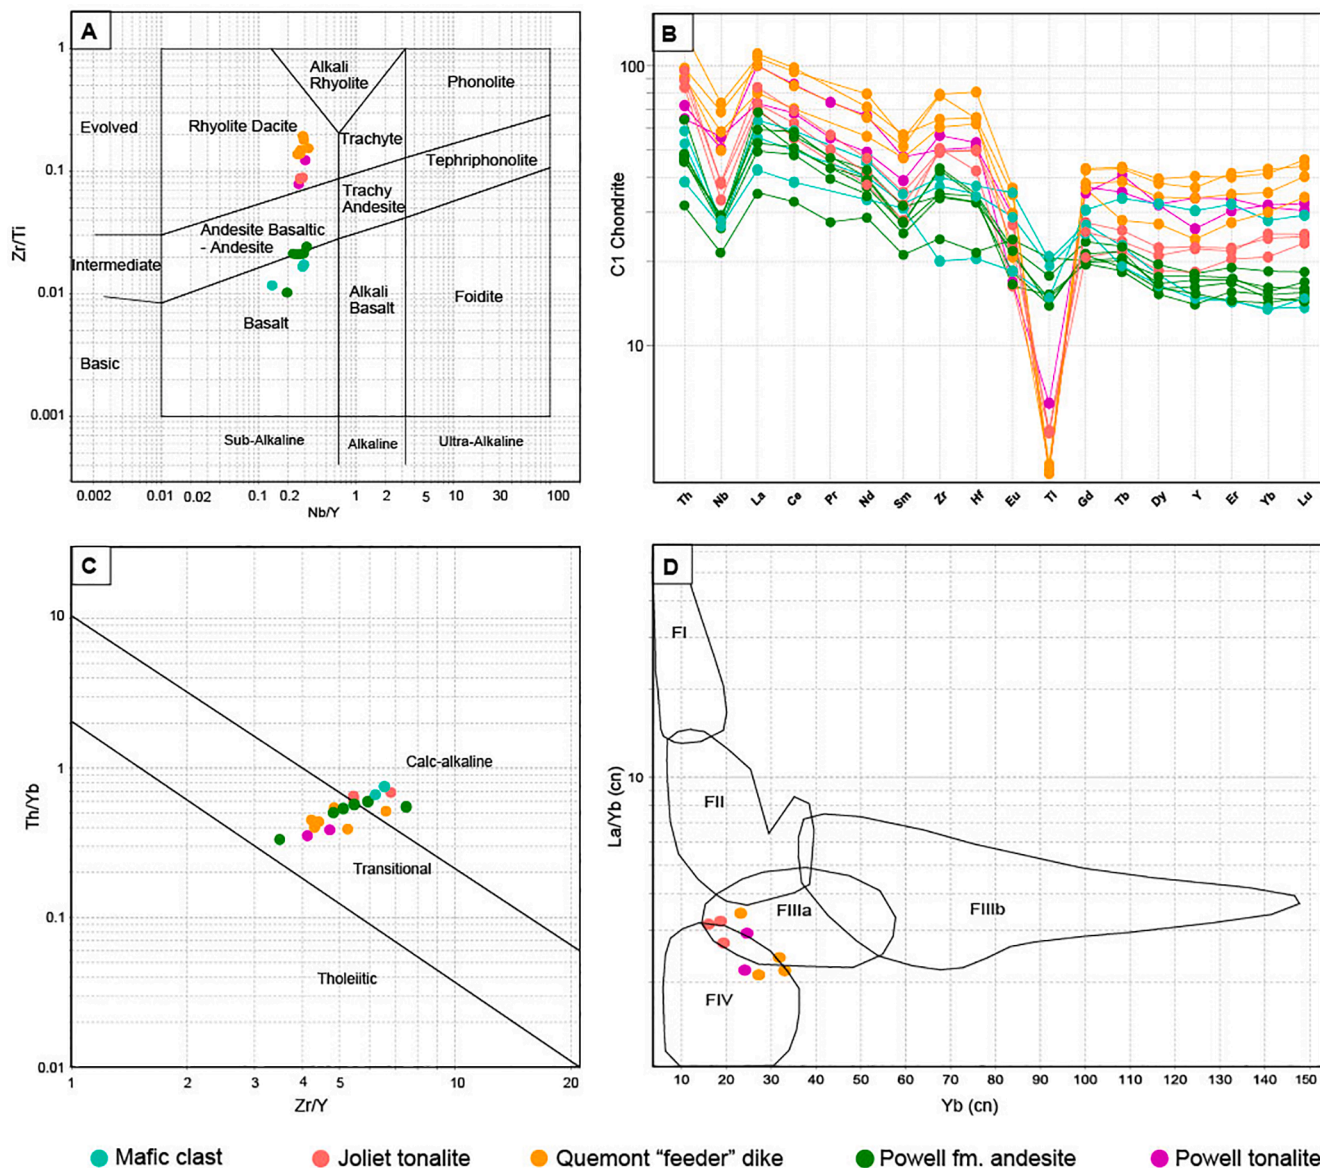 A
1
0.1
0.01
0.001
Zr/Ti
Evolved
Intermediate
Basic
Alkali
Rhyolite
Phonolite
Rhyolite Dacite
Trachyte
Tephriphonolite
Trachy
Andesite
Andesite Basaltic
- Andesite
Basalt
Alkali
Basalt
Foidite
Sub-Alkaline
Alkaline
Ultra-Alkaline
0.002 0.01 0.02 0.1 0.2 1 2 5 10 30 100
Nb/Y
B
100
10
C1 Chondrite
Th Nb La Ce Pr Nd Sm Zr Hf Eu Ti Gd Tb Dy Y Er Yb Lu
C
10
1
0.1
0.01
Th/Yb
Calc-alkaline
Transitional
Tholeiitic
1 2 3 4 5 10 20
Zr/Y
D
10
La/Yb (cn)
FI
FII
FIIIa
FIIIb
FIV
10 20 30 40 50 60 70 80 90 100 110 120 130 140 150
Yb (cn)
Mafic clast Joliet tonalite Quemont “feeder” dike Powell fm. andesite Powell tonalite